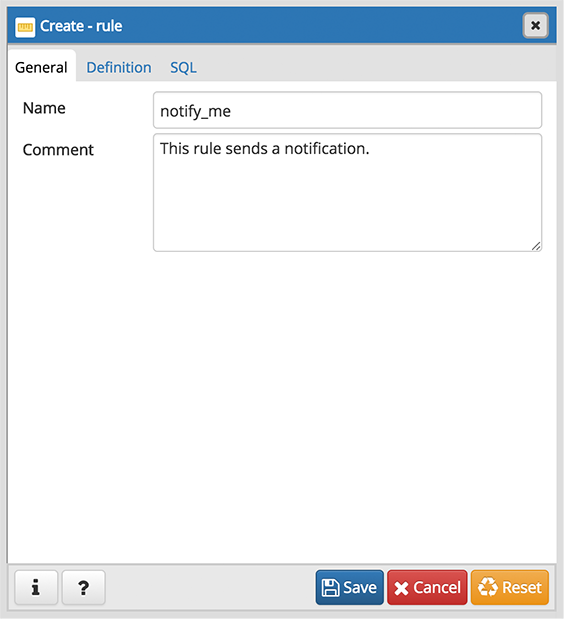 Create - rule
General Definition SQL
Name notify_me
Comment This rule sends a notification.
i ? Save Cancel Reset